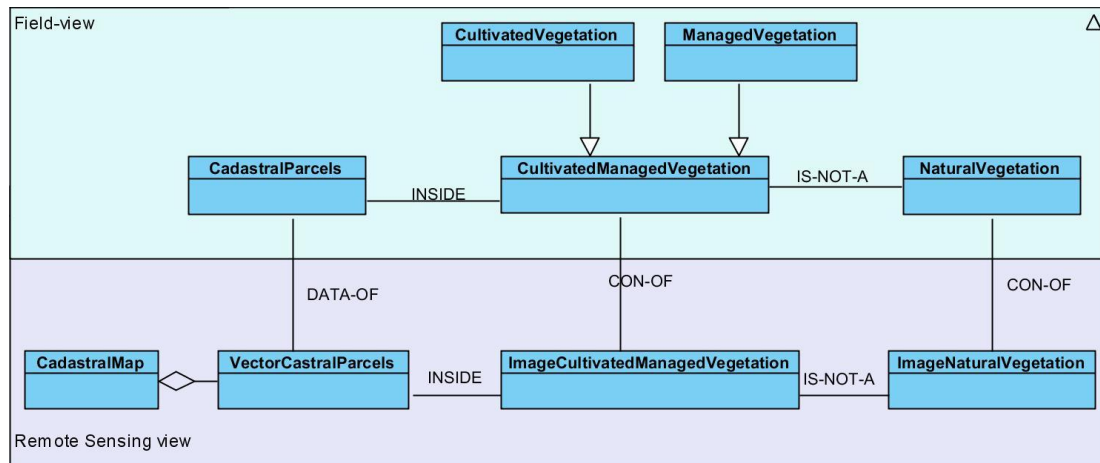 Field-view
CultivatedVegetation
ManagedVegetation
CadastralParcels
INSIDE
CultivatedManagedVegetation
IS-NOT-A
NaturalVegetation
DATA-OF
CON-OF
CON-OF
CadastralMap
VectorCastralParcels
INSIDE
ImageCultivatedManagedVegetation
IS-NOT-A
ImageNaturalVegetation
Remote Sensing view